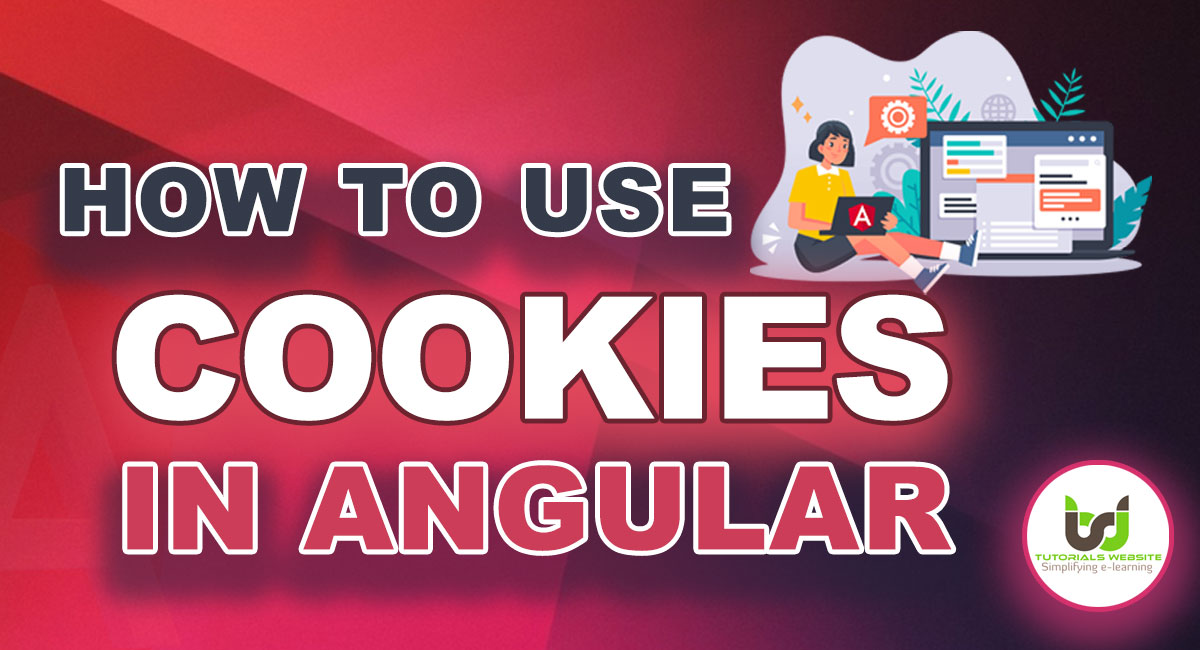 HOW TO USE
COOKIES
IN ANGULAR
A
TUTORIALS WEBSITE
Simplifying e-learning